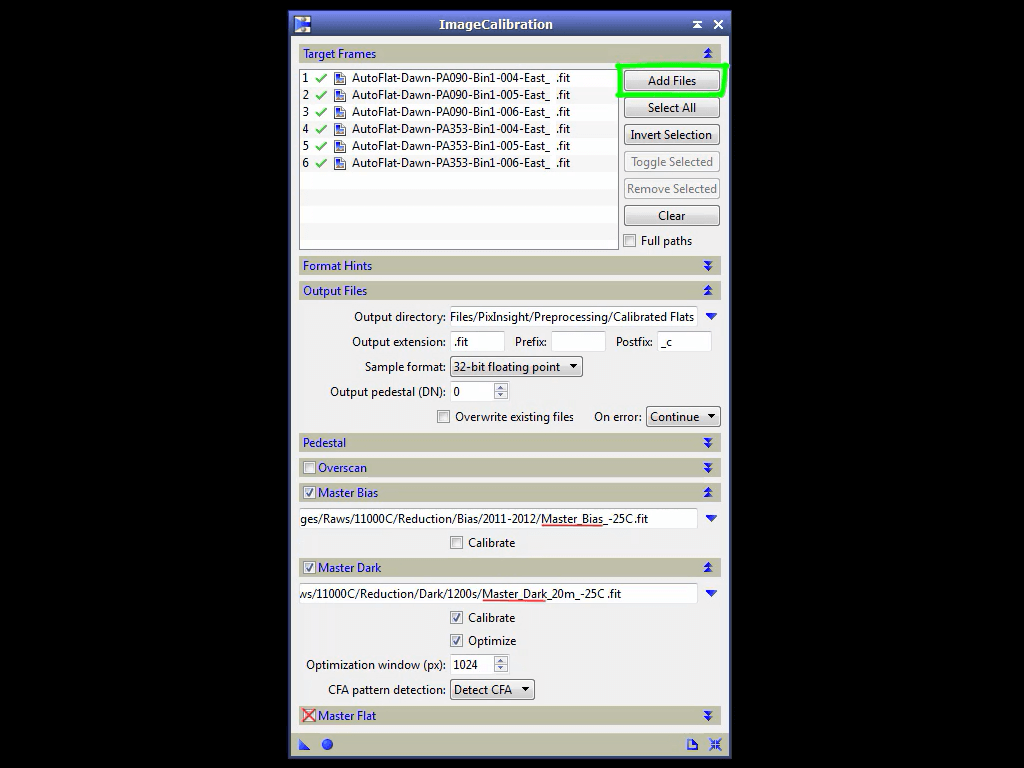 ImageCalibration
Target Frames
1 AutoFlat-Dawn-PA090-Bin1-004-East_ .fit
2 AutoFlat-Dawn-PA090-Bin1-005-East_ .fit
3 AutoFlat-Dawn-PA090-Bin1-006-East_ .fit
4 AutoFlat-Dawn-PA353-Bin1-004-East_ .fit
5 AutoFlat-Dawn-PA353-Bin1-005-East_ .fit
6 AutoFlat-Dawn-PA353-Bin1-006-East_ .fit
Add Files
Select All
Invert Selection
Toggle Selected
Remove Selected
Clear
Full paths
Format Hints
Output Files
Output directory: Files/PixInsight/Preprocessing/Calibrated Flats
Output extension: .fit Prefix: Postfix: _c
Sample format: 32-bit floating point
Output pedestal (DN): 0
Overwrite existing files On error: Continue
Pedestal
Overscan
Master Bias
ges/Raws/11000C/Reduction/Bias/2011-2012/Master_Bias_-25C.fit
Calibrate
Master Dark
ws/11000C/Reduction/Dark/1200s/Master_Dark_20m_-25C .fit
Calibrate
Optimize
Optimization window (px): 1024
CFA pattern detection: Detect CFA
Master Flat